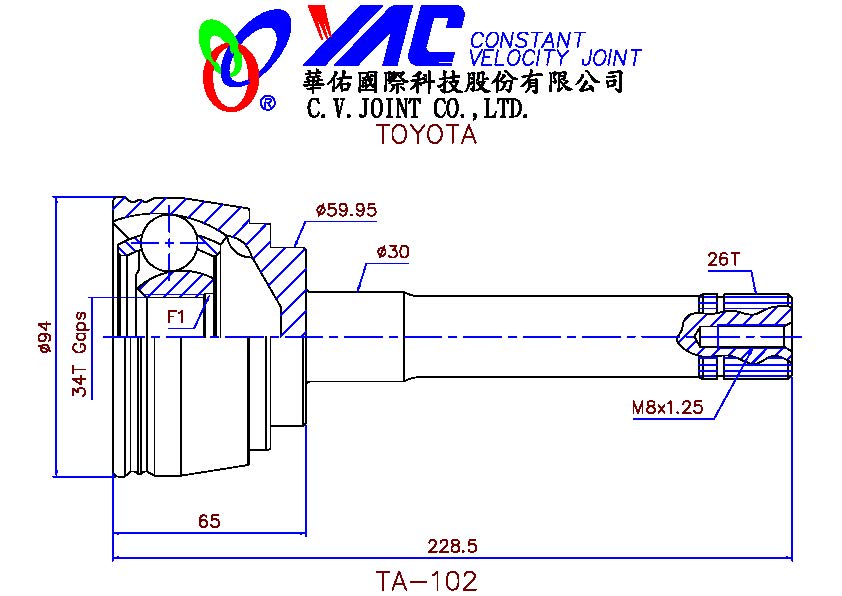 YAC CONSTANT
VELOCITY JOINT
®
華佑國際科技股份有限公司
C.V.JOINT CO.,LTD.
TOYOTA
ø59.95
ø30
26T
F1
ø94
34T Gaps
M8x1.25
65
228.5
TA-102